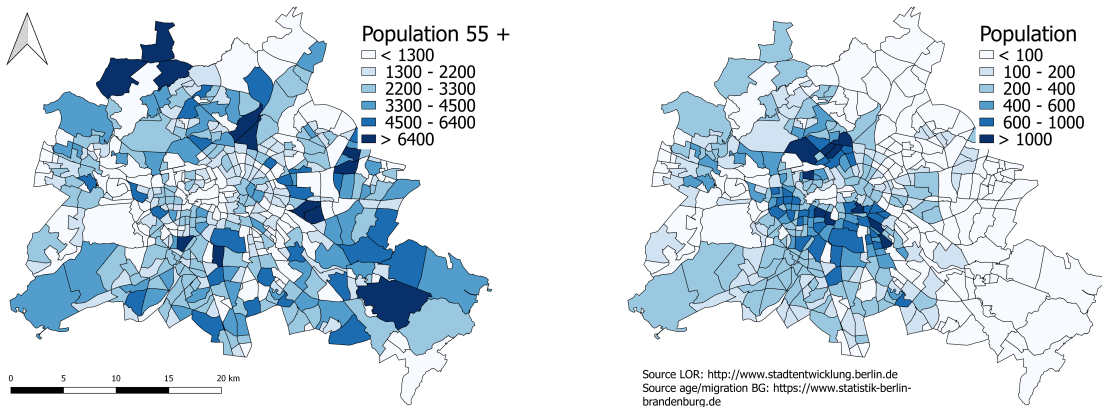 Population 55 +
< 1300
1300 - 2200
2200 - 3300
3300 - 4500
4500 - 6400
> 6400
0 5 10 15 20 km
Population
< 100
100 - 200
200 - 400
400 - 600
600 - 1000
> 1000
Source LOR: http://www.stadtentwicklung.berlin.de
Source age/migration BG: https://www.statistik-berlin-
brandenburg.de